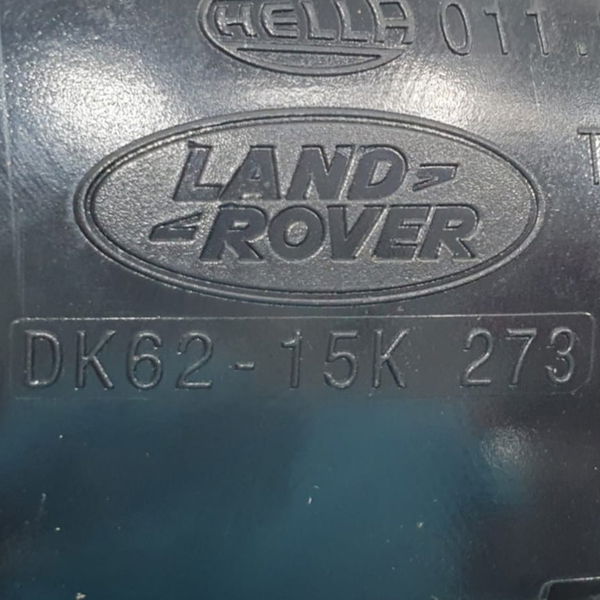 HELLA 011.
LAND
ROVER
DK62-15K 273